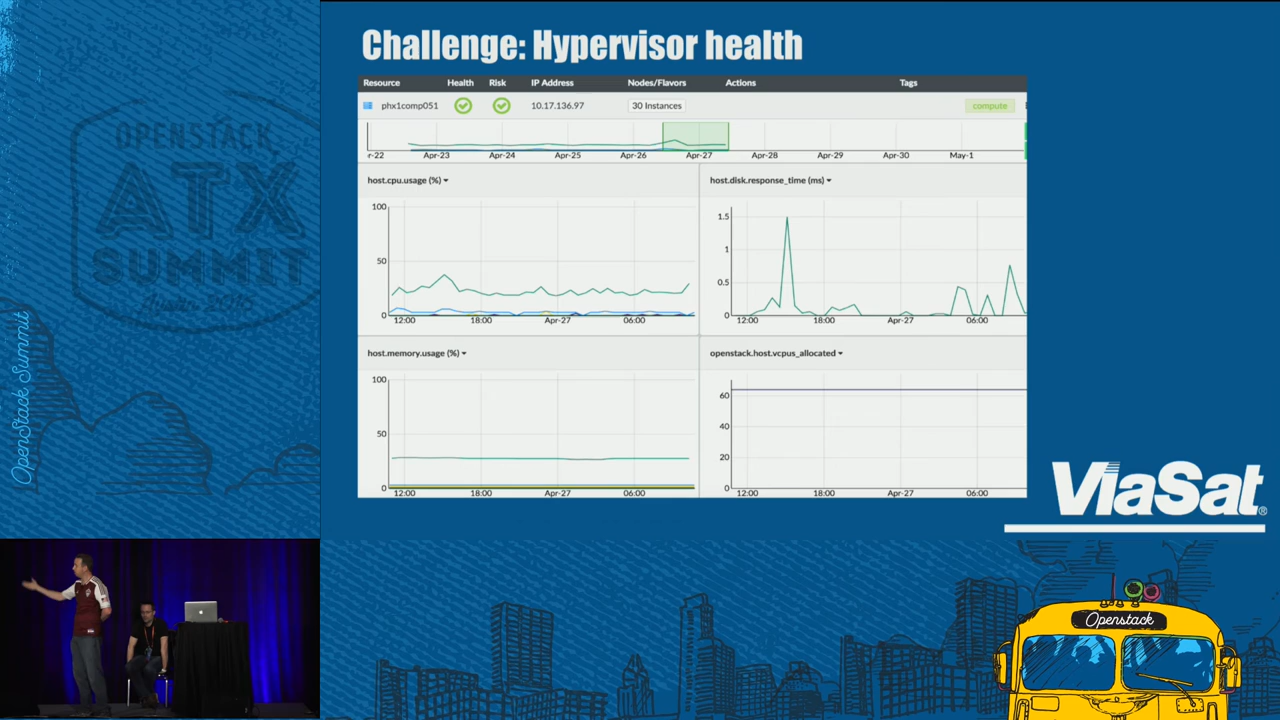 Challenge: Hypervisor health
Resource Health Risk IP Address Nodes/Flavors Actions Tags
phx1comp051 10.17.136.97 30 Instances compute
r-22 Apr-23 Apr-24 Apr-25 Apr-26 Apr-27 Apr-28 Apr-29 Apr-30 May-1
host.cpu.usage (%)
100
50
0
12:00 18:00 Apr-27 06:00
host.disk.response_time (ms)
1.5
1
0.5
0
12:00 18:00 Apr-27 06:00
host.memory.usage (%)
100
50
0
12:00 18:00 Apr-27 06:00
openstack.host.vcpus_allocated
60
40
20
0
12:00 18:00 Apr-27 06:00
OPENSTACK
ATX
SUMMIT
Austin 2016
OpenStack Summit
ViaSat®
Openstack